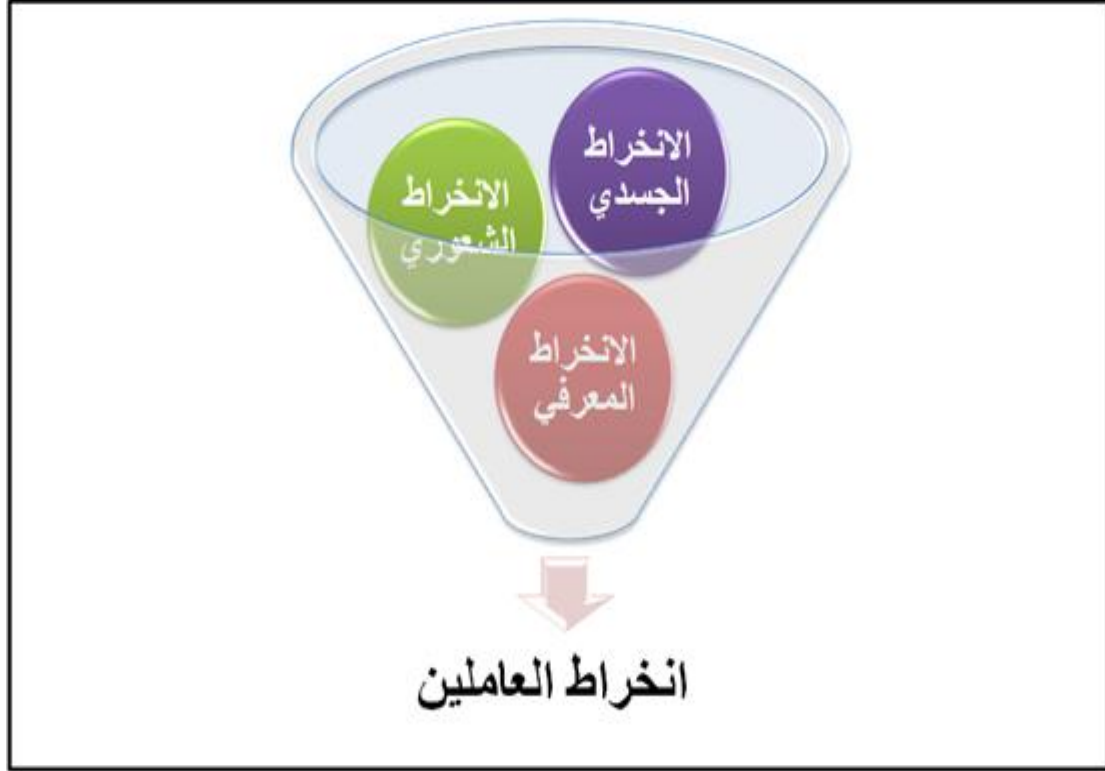 الانخراط
الجسدي
الانخراط
الشعوري
الانخراط
المعرفي
انخراط العاملين